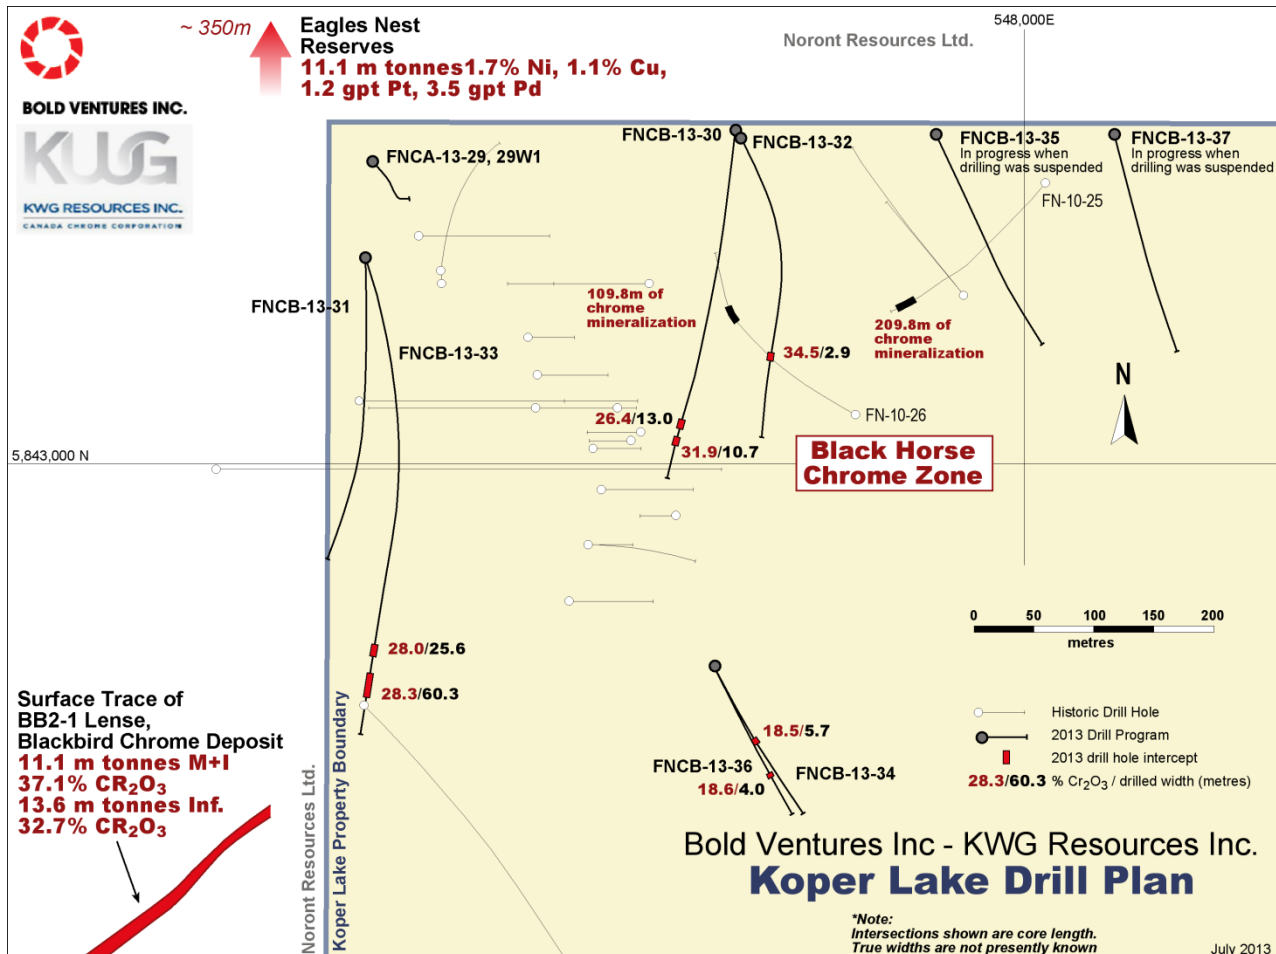 ~ 350m
Eagles Nest
Reserves
11.1 m tonnes1.7% Ni, 1.1% Cu,
1.2 gpt Pt, 3.5 gpt Pd
Noront Resources Ltd.
548,000E
BOLD VENTURES INC.
KWG
KWG RESOURCES INC.
CANADA CHROME CORPORATION
FNCA-13-29, 29W1
FNCB-13-30
FNCB-13-32
FNCB-13-35
In progress when
drilling was suspended
FNCB-13-37
In progress when
drilling was suspended
FN-10-25
FNCB-13-31
FNCB-13-33
109.8m of
chrome
mineralization
209.8m of
chrome
mineralization
34.5/2.9
N
26.4/13.0
FN-10-26
31.9/10.7
5,843,000 N
Black Horse
Chrome Zone
0 50 100 150 200
metres
28.0/25.6
28.3/60.3
Surface Trace of
BB2-1 Lense,
Blackbird Chrome Deposit
11.1 m tonnes M+I
37.1% CR2O3
13.6 m tonnes Inf.
32.7% CR2O3
Noront Resources Ltd.
Koper Lake Property Boundary
18.5/5.7
FNCB-13-36
FNCB-13-34
18.6/4.0
Historic Drill Hole
2013 Drill Program
2013 drill hole intercept
28.3/60.3 % Cr2O3 / drilled width (metres)
Bold Ventures Inc - KWG Resources Inc.
Koper Lake Drill Plan
*Note:
Intersections shown are core length.
True widths are not presently known
July 2013